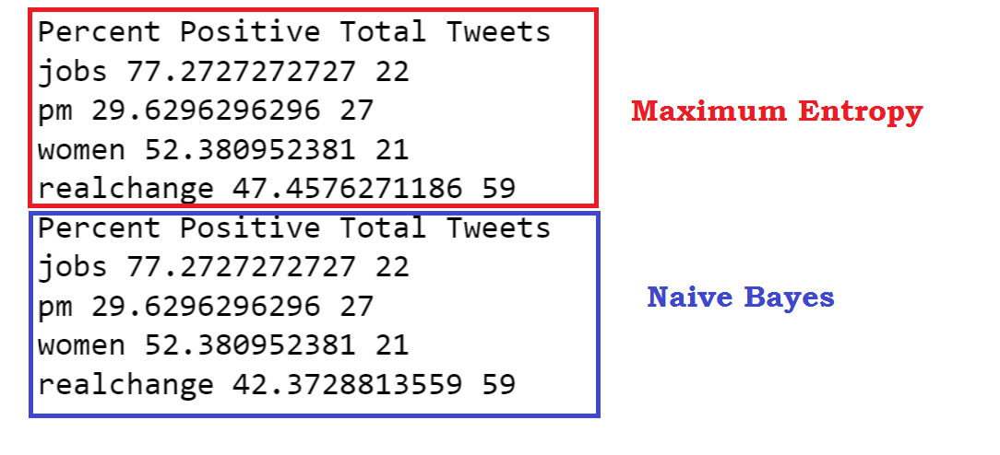 Percent Positive Total Tweets
jobs 77.2727272727 22
pm 29.6296296296 27
women 52.380952381 21
realchange 47.4576271186 59
Maximum Entropy
Percent Positive Total Tweets
jobs 77.2727272727 22
pm 29.6296296296 27
women 52.380952381 21
realchange 42.3728813559 59
Naive Bayes